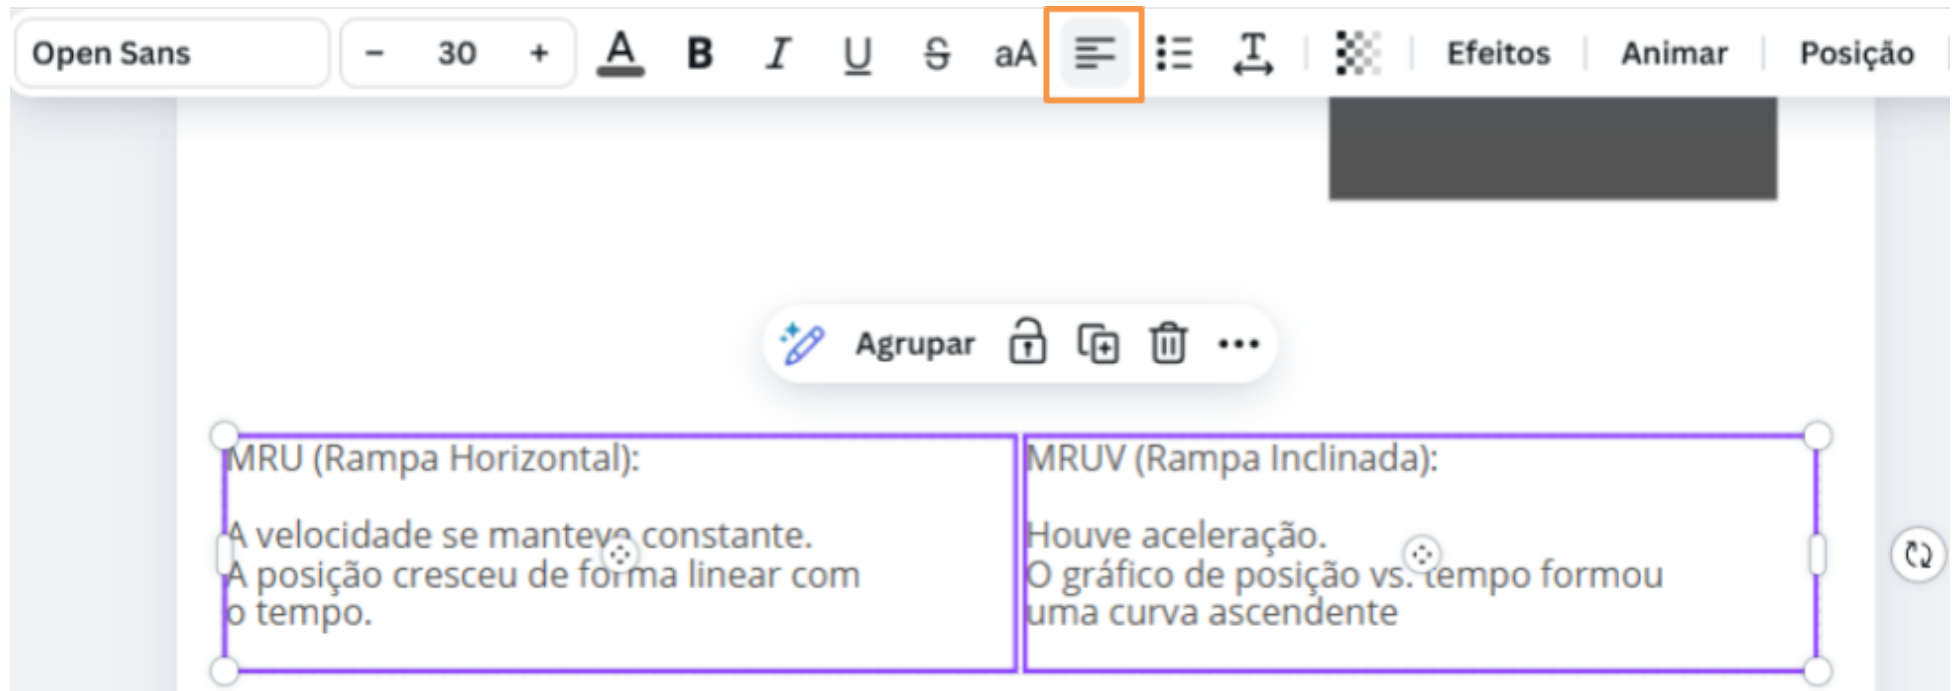 Open Sans - 30 + A B I U S aA T Efeitos Animar Posição
Agrupar
MRU (Rampa Horizontal):
A velocidade se manteve constante.
A posição cresceu de forma linear com
o tempo.
MRUV (Rampa Inclinada):
Houve aceleração.
O gráfico de posição vs. tempo formou
uma curva ascendente